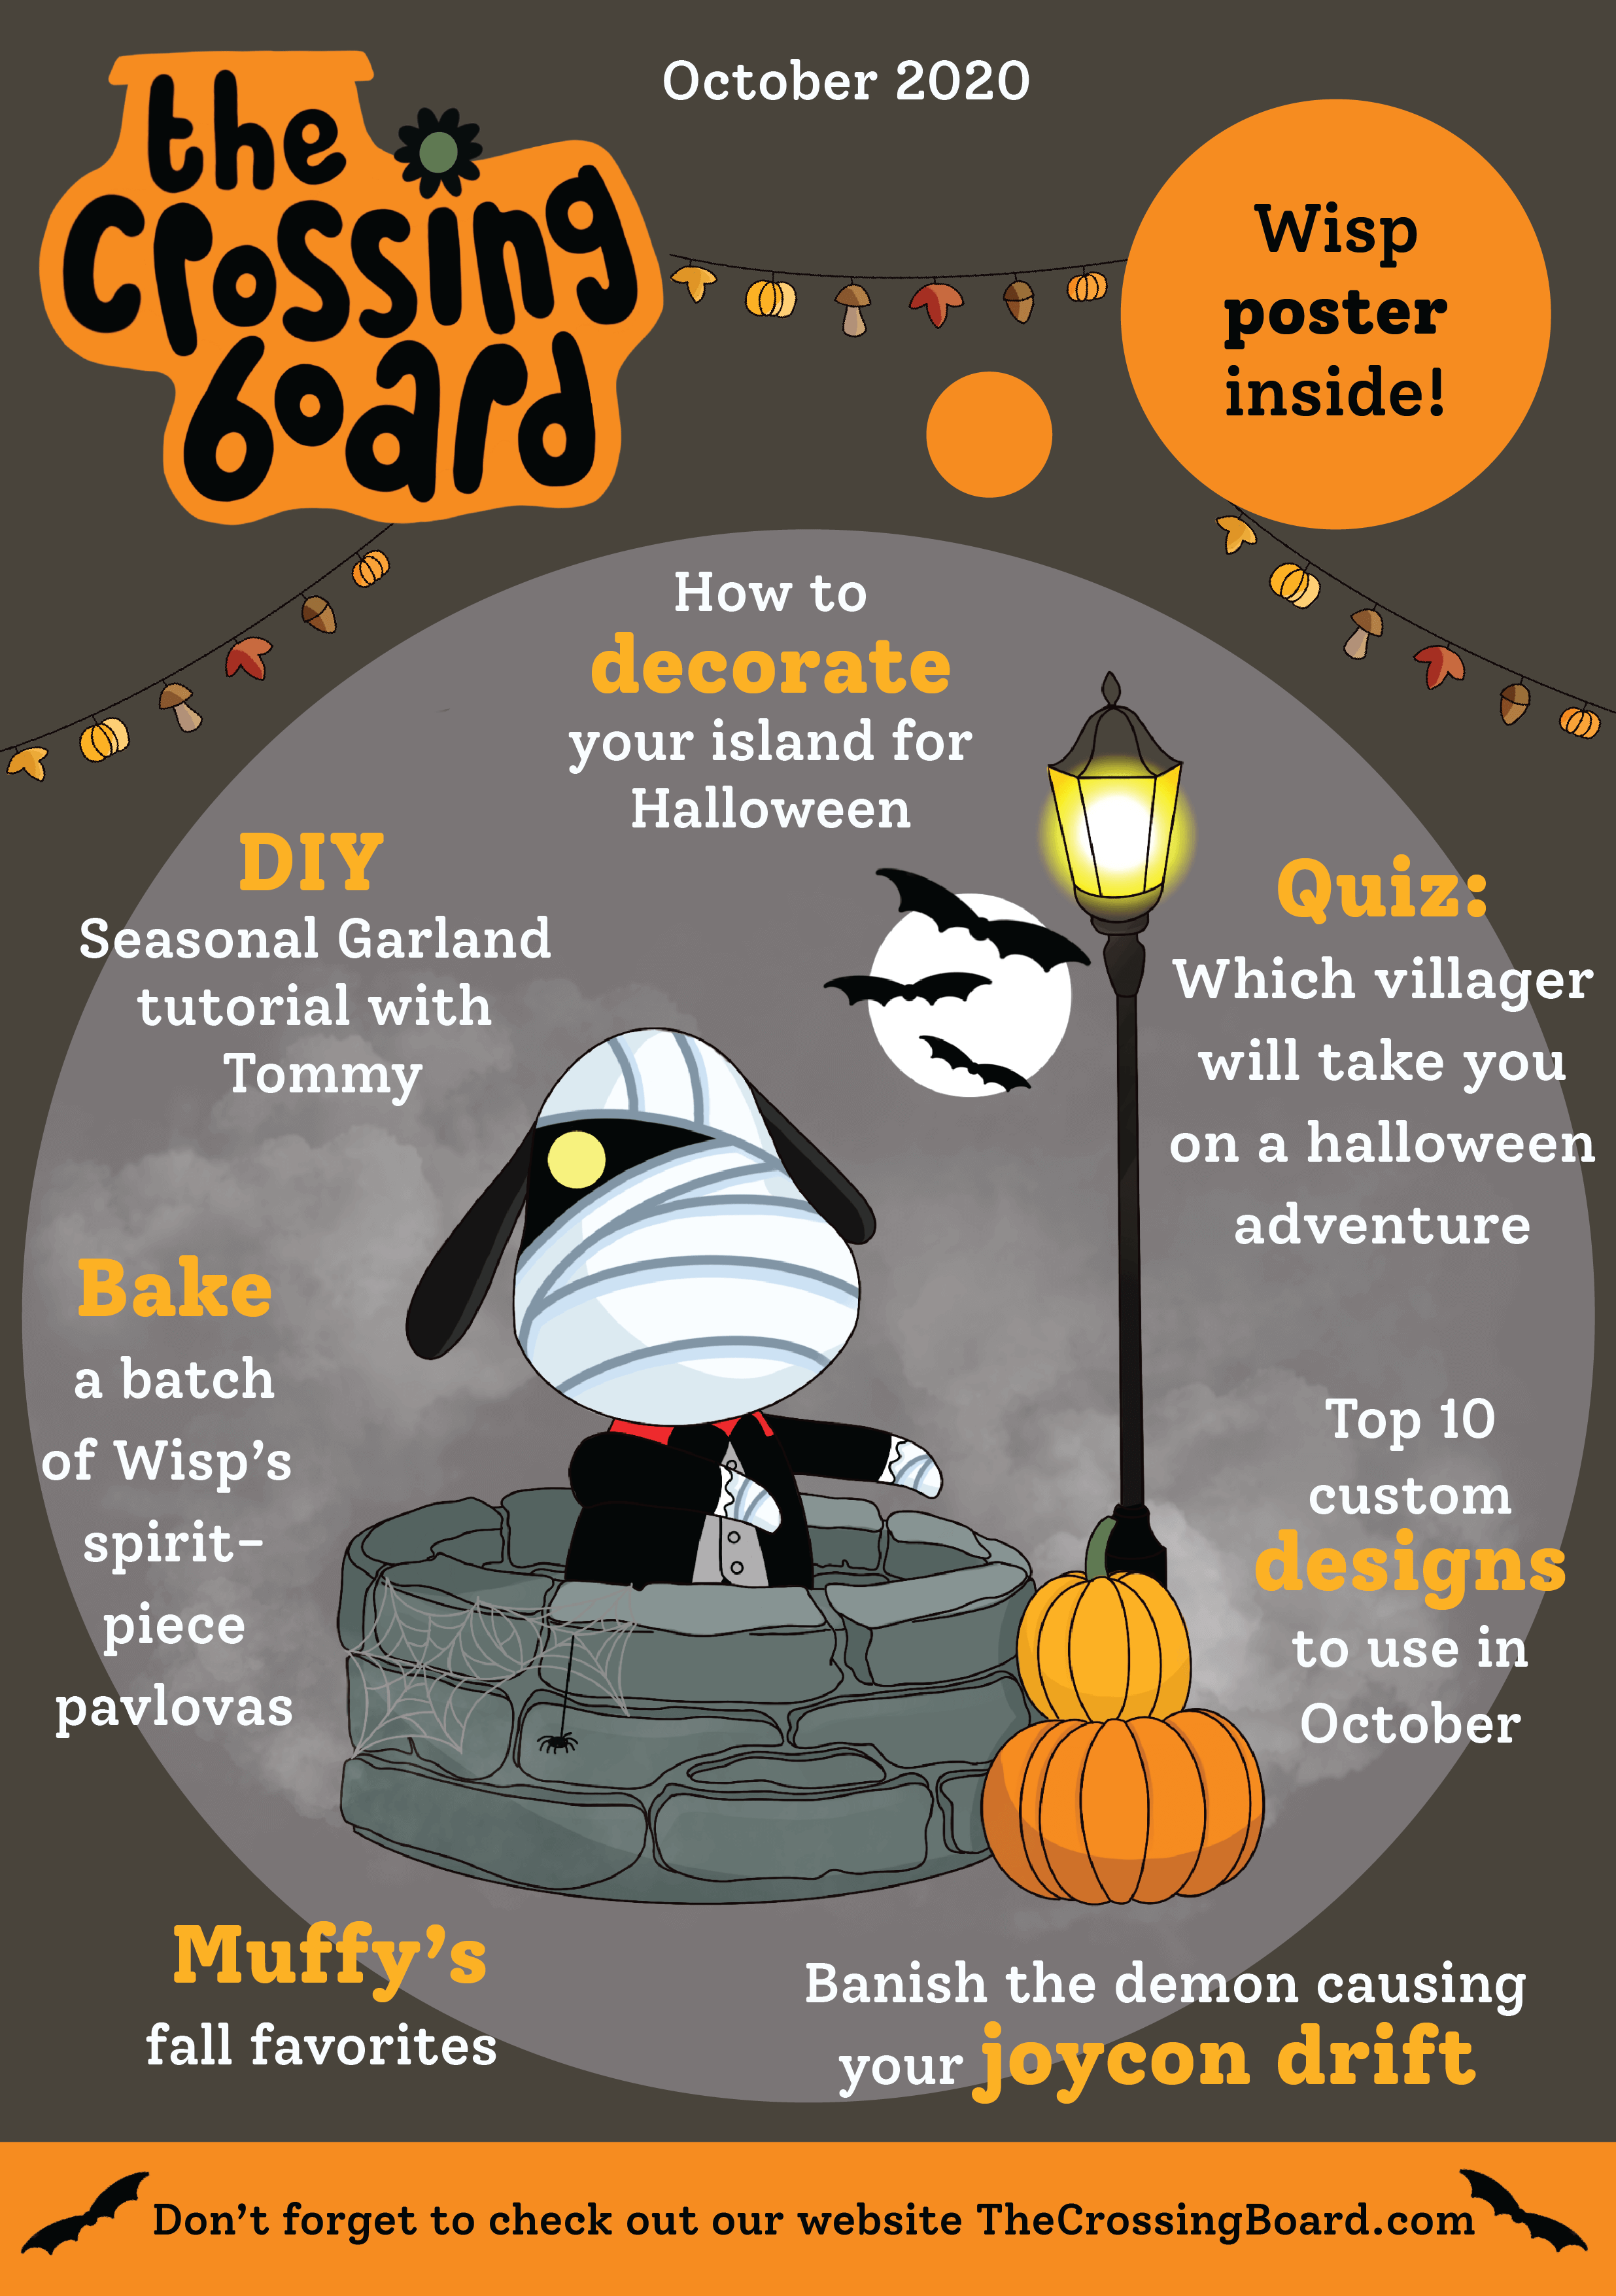 October 2020
the
crossing
board
Wisp
poster
inside!
How to
decorate
your island for
Halloween
DIY
Seasonal Garland
tutorial with
Tommy
Quiz:
Which villager
will take you
on a halloween
adventure
Bake
a batch
of Wisp's
spirit-
piece
pavlovas
Top 10
custom
designs
to use in
October
Muffy's
fall favorites
Banish the demon causing
your joycon drift
Don't forget to check out our website TheCrossingBoard.com